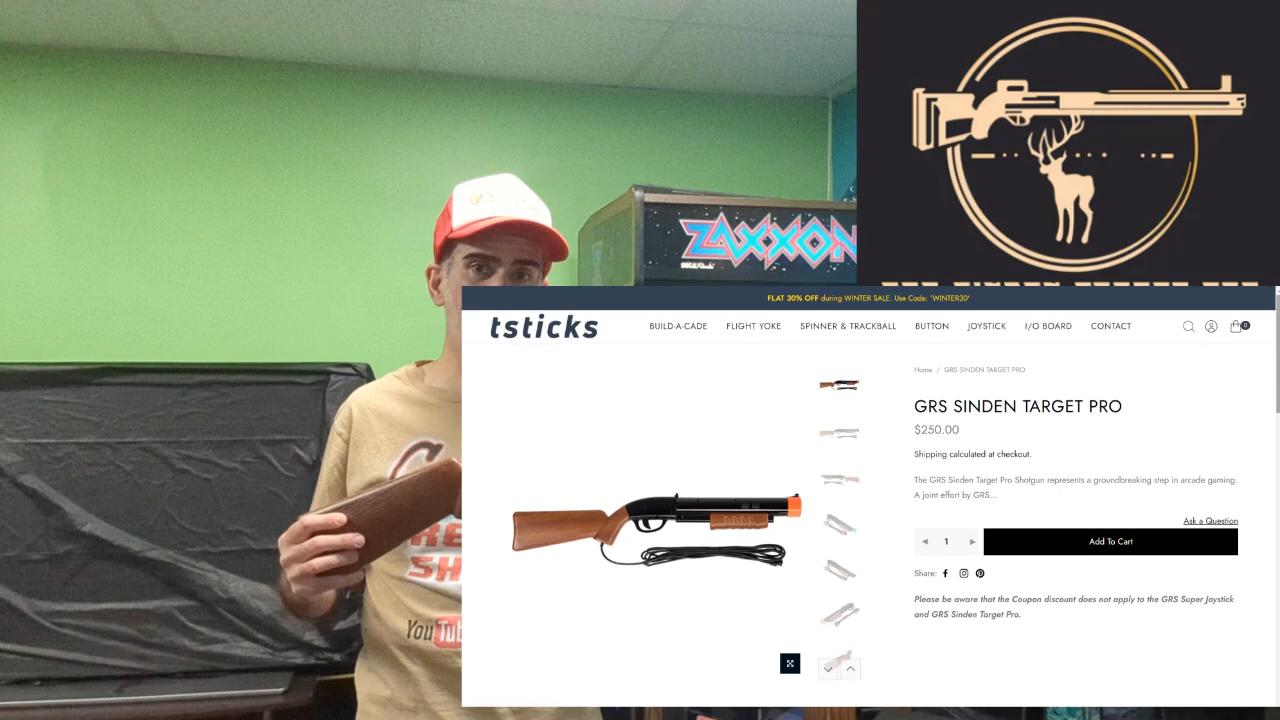 ZAXXON
FLAT 30% OFF during WINTER SALE. Use Code: 'WINTER30'
tsticks
BUILD-A-CADE
FLIGHT YOKE
SPINNER & TRACKBALL
BUTTON
JOYSTICK
I/O BOARD
CONTACT
0
Home / GRS SINDEN TARGET PRO
GRS SINDEN TARGET PRO
$250.00
Shipping calculated at checkout.
The GRS Sinden Target Pro Shotgun represents a groundbreaking step in arcade gaming.
A joint effort by GRS...
Ask a Question
1
Add To Cart
Share:
Please be aware that the Coupon discount does not apply to the GRS Super Joystick
and GRS Sinden Target Pro.
You